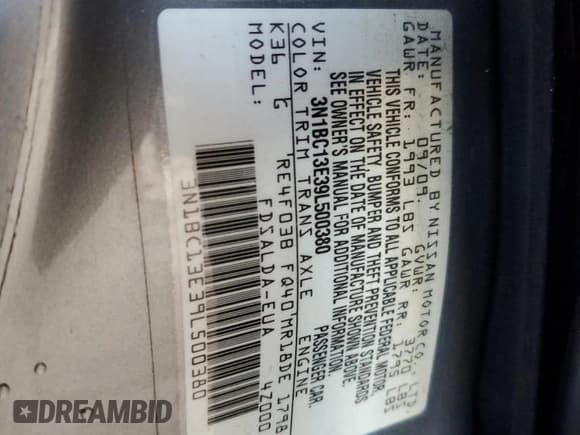 MANUFACTURED BY NISSAN MOTOR CO., LTD.
DATE: 09/09. GVWR: 3770 LBS
GAWR FR: 1993 LBS GAWR RR: 1795 LBS
THIS VEHICLE CONFORMS TO ALL APPLICABLE FEDERAL MOTOR
VEHICLE SAFETY, BUMPER AND THEFT PREVENTION STANDARDS
IN EFFECT ON THE DATE OF MANUFACTURE SHOWN ABOVE.
SEE OWNER'S MANUAL FOR ADDITIONAL INFORMATION.
VIN: 3N1BC13E39L500380 PASSENGER CAR.
COLOR TRIM TRANS AXLE ENGINE
K36 G RE4F03B FQ40 MR18DE 1798
MODEL: FDSALDA-EUA 4Z000
3N1BC13E39L500380
DREAMBID